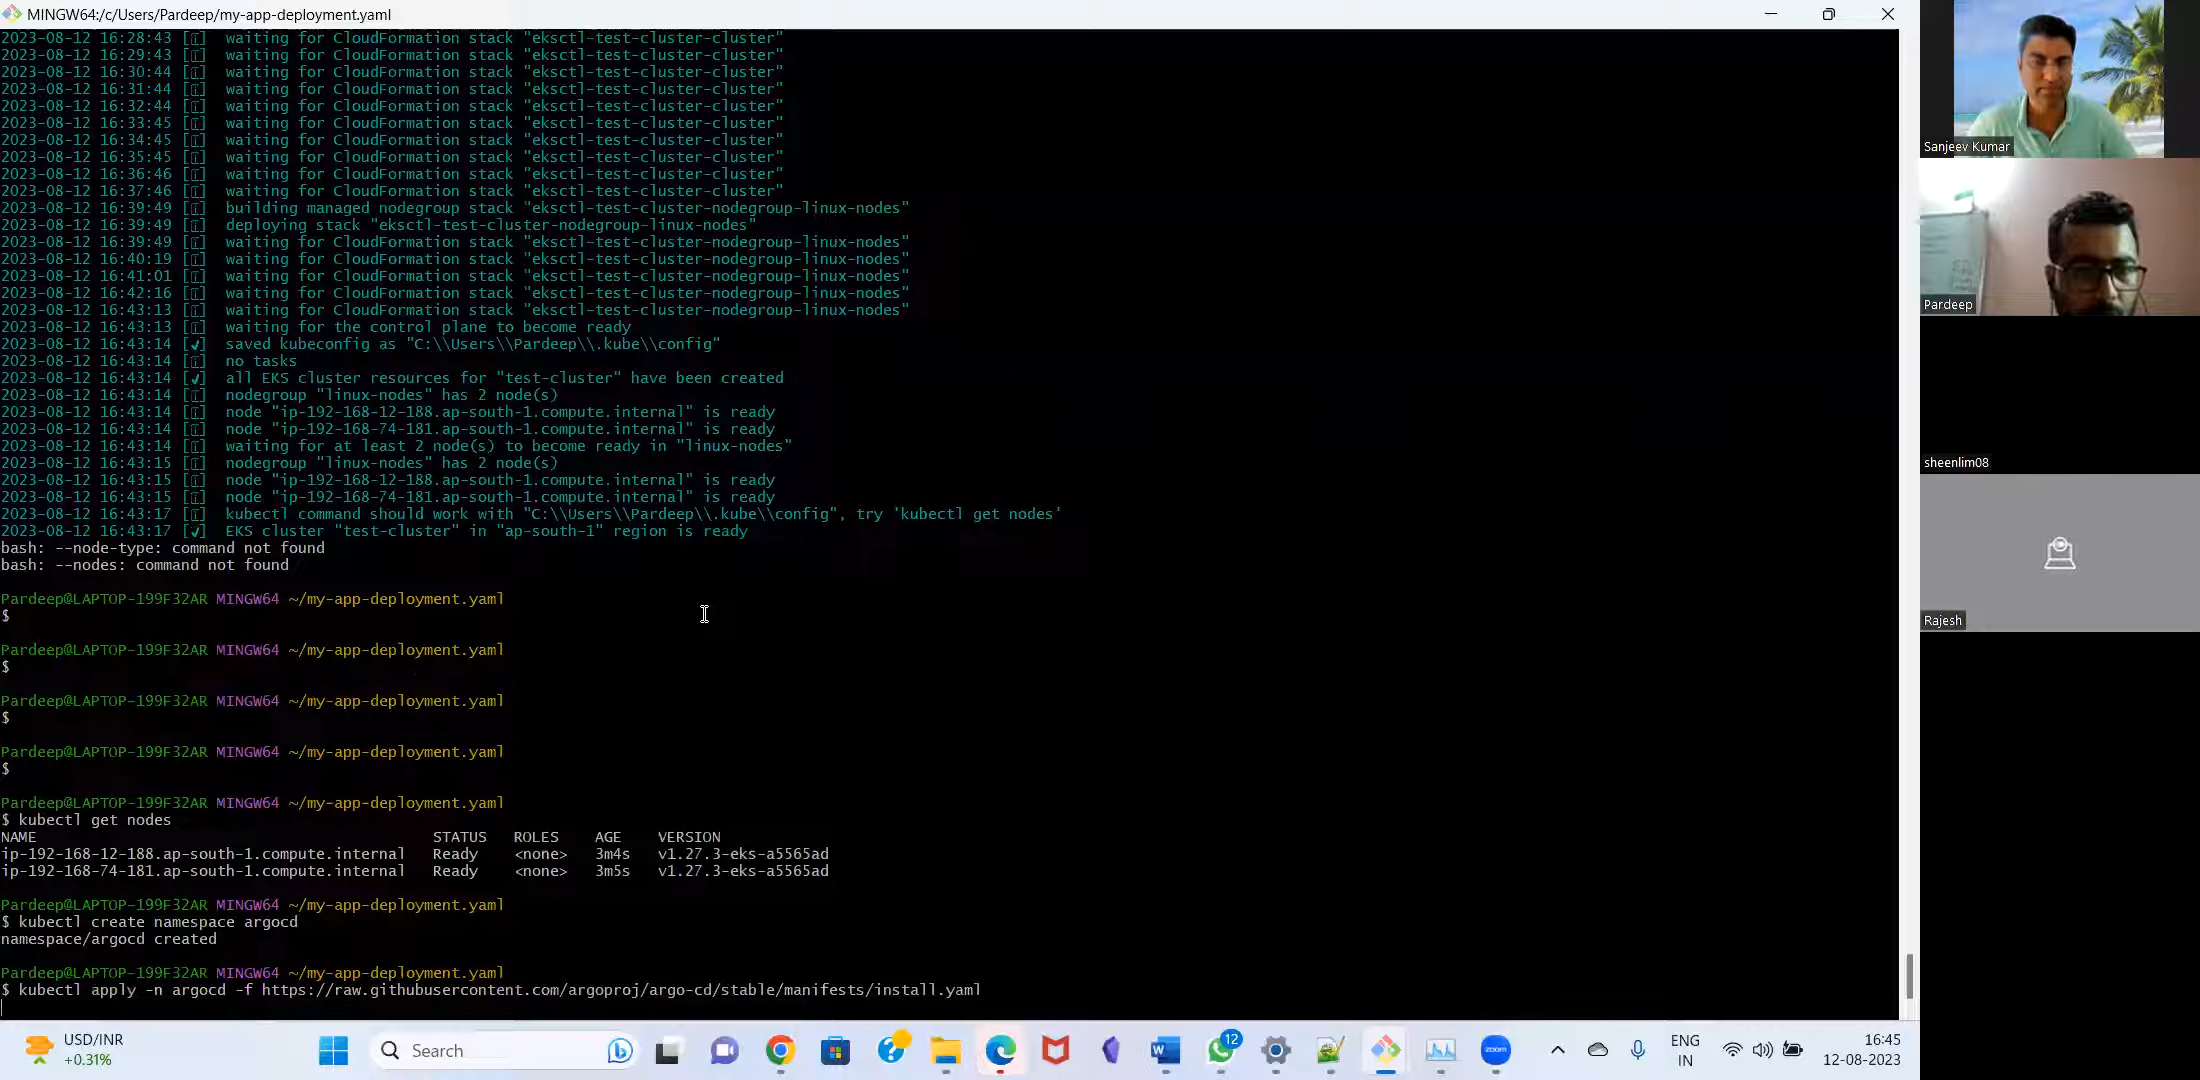 MINGW64:/c/Users/Pardeep/my-app-deployment.yaml
2023-08-12 16:28:43 [i]  waiting for CloudFormation stack "eksctl-test-cluster-cluster"
2023-08-12 16:29:43 [i]  waiting for CloudFormation stack "eksctl-test-cluster-cluster"
2023-08-12 16:30:44 [i]  waiting for CloudFormation stack "eksctl-test-cluster-cluster"
2023-08-12 16:31:44 [i]  waiting for CloudFormation stack "eksctl-test-cluster-cluster"
2023-08-12 16:32:44 [i]  waiting for CloudFormation stack "eksctl-test-cluster-cluster"
2023-08-12 16:33:45 [i]  waiting for CloudFormation stack "eksctl-test-cluster-cluster"
2023-08-12 16:34:45 [i]  waiting for CloudFormation stack "eksctl-test-cluster-cluster"
2023-08-12 16:35:45 [i]  waiting for CloudFormation stack "eksctl-test-cluster-cluster"
2023-08-12 16:36:46 [i]  waiting for CloudFormation stack "eksctl-test-cluster-cluster"
2023-08-12 16:37:46 [i]  waiting for CloudFormation stack "eksctl-test-cluster-cluster"
2023-08-12 16:39:49 [i]  building managed nodegroup stack "eksctl-test-cluster-nodegroup-linux-nodes"
2023-08-12 16:39:49 [i]  deploying stack "eksctl-test-cluster-nodegroup-linux-nodes"
2023-08-12 16:39:49 [i]  waiting for CloudFormation stack "eksctl-test-cluster-nodegroup-linux-nodes"
2023-08-12 16:40:19 [i]  waiting for CloudFormation stack "eksctl-test-cluster-nodegroup-linux-nodes"
2023-08-12 16:41:01 [i]  waiting for CloudFormation stack "eksctl-test-cluster-nodegroup-linux-nodes"
2023-08-12 16:42:16 [i]  waiting for CloudFormation stack "eksctl-test-cluster-nodegroup-linux-nodes"
2023-08-12 16:43:13 [i]  waiting for CloudFormation stack "eksctl-test-cluster-nodegroup-linux-nodes"
2023-08-12 16:43:13 [i]  waiting for the control plane to become ready
2023-08-12 16:43:14 [✔]  saved kubeconfig as "C:\\Users\\Pardeep\\.kube\\config"
2023-08-12 16:43:14 [i]  no tasks
2023-08-12 16:43:14 [✔]  all EKS cluster resources for "test-cluster" have been created
2023-08-12 16:43:14 [i]  nodegroup "linux-nodes" has 2 node(s)
2023-08-12 16:43:14 [i]  node "ip-192-168-12-188.ap-south-1.compute.internal" is ready
2023-08-12 16:43:14 [i]  node "ip-192-168-74-181.ap-south-1.compute.internal" is ready
2023-08-12 16:43:14 [i]  waiting for at least 2 node(s) to become ready in "linux-nodes"
2023-08-12 16:43:15 [i]  nodegroup "linux-nodes" has 2 node(s)
2023-08-12 16:43:15 [i]  node "ip-192-168-12-188.ap-south-1.compute.internal" is ready
2023-08-12 16:43:15 [i]  node "ip-192-168-74-181.ap-south-1.compute.internal" is ready
2023-08-12 16:43:17 [i]  kubectl command should work with "C:\\Users\\Pardeep\\.kube\\config", try 'kubectl get nodes'
2023-08-12 16:43:17 [✔]  EKS cluster "test-cluster" in "ap-south-1" region is ready
bash: --node-type: command not found
bash: --nodes: command not found
Pardeep@LAPTOP-199F32AR MINGW64 ~/my-app-deployment.yaml
$
Pardeep@LAPTOP-199F32AR MINGW64 ~/my-app-deployment.yaml
$
Pardeep@LAPTOP-199F32AR MINGW64 ~/my-app-deployment.yaml
$
Pardeep@LAPTOP-199F32AR MINGW64 ~/my-app-deployment.yaml
$
Pardeep@LAPTOP-199F32AR MINGW64 ~/my-app-deployment.yaml
$ kubectl get nodes
NAME                                            STATUS   ROLES    AGE    VERSION
ip-192-168-12-188.ap-south-1.compute.internal   Ready    <none>   3m4s   v1.27.3-eks-a5565ad
ip-192-168-74-181.ap-south-1.compute.internal   Ready    <none>   3m5s   v1.27.3-eks-a5565ad
Pardeep@LAPTOP-199F32AR MINGW64 ~/my-app-deployment.yaml
$ kubectl create namespace argocd
namespace/argocd created
Pardeep@LAPTOP-199F32AR MINGW64 ~/my-app-deployment.yaml
$ kubectl apply -n argocd -f https://raw.githubusercontent.com/argoproj/argo-cd/stable/manifests/install.yaml
Sanjeev Kumar
Pardeep
sheenlim08
Rajesh
USD/INR
+0.31%
Search
12
zoom
ENG
IN
16:45
12-08-2023